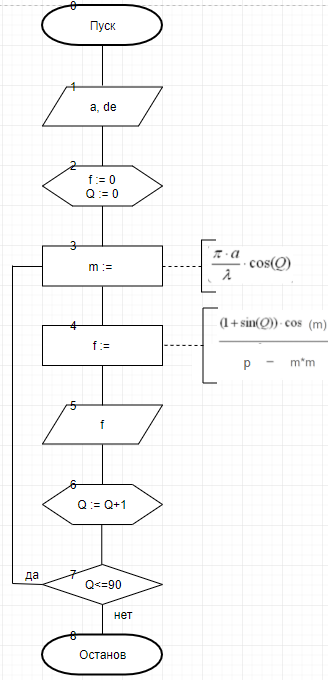 0
Пуск
1
a, de
2
f := 0
Q := 0
3
m :=
π · a
λ
· cos(Q)
4
f :=
(1+sin(Q)) · cos (m)
p − m*m
5
f
6
Q := Q+1
7
да
Q<=90
нет
8
Останов